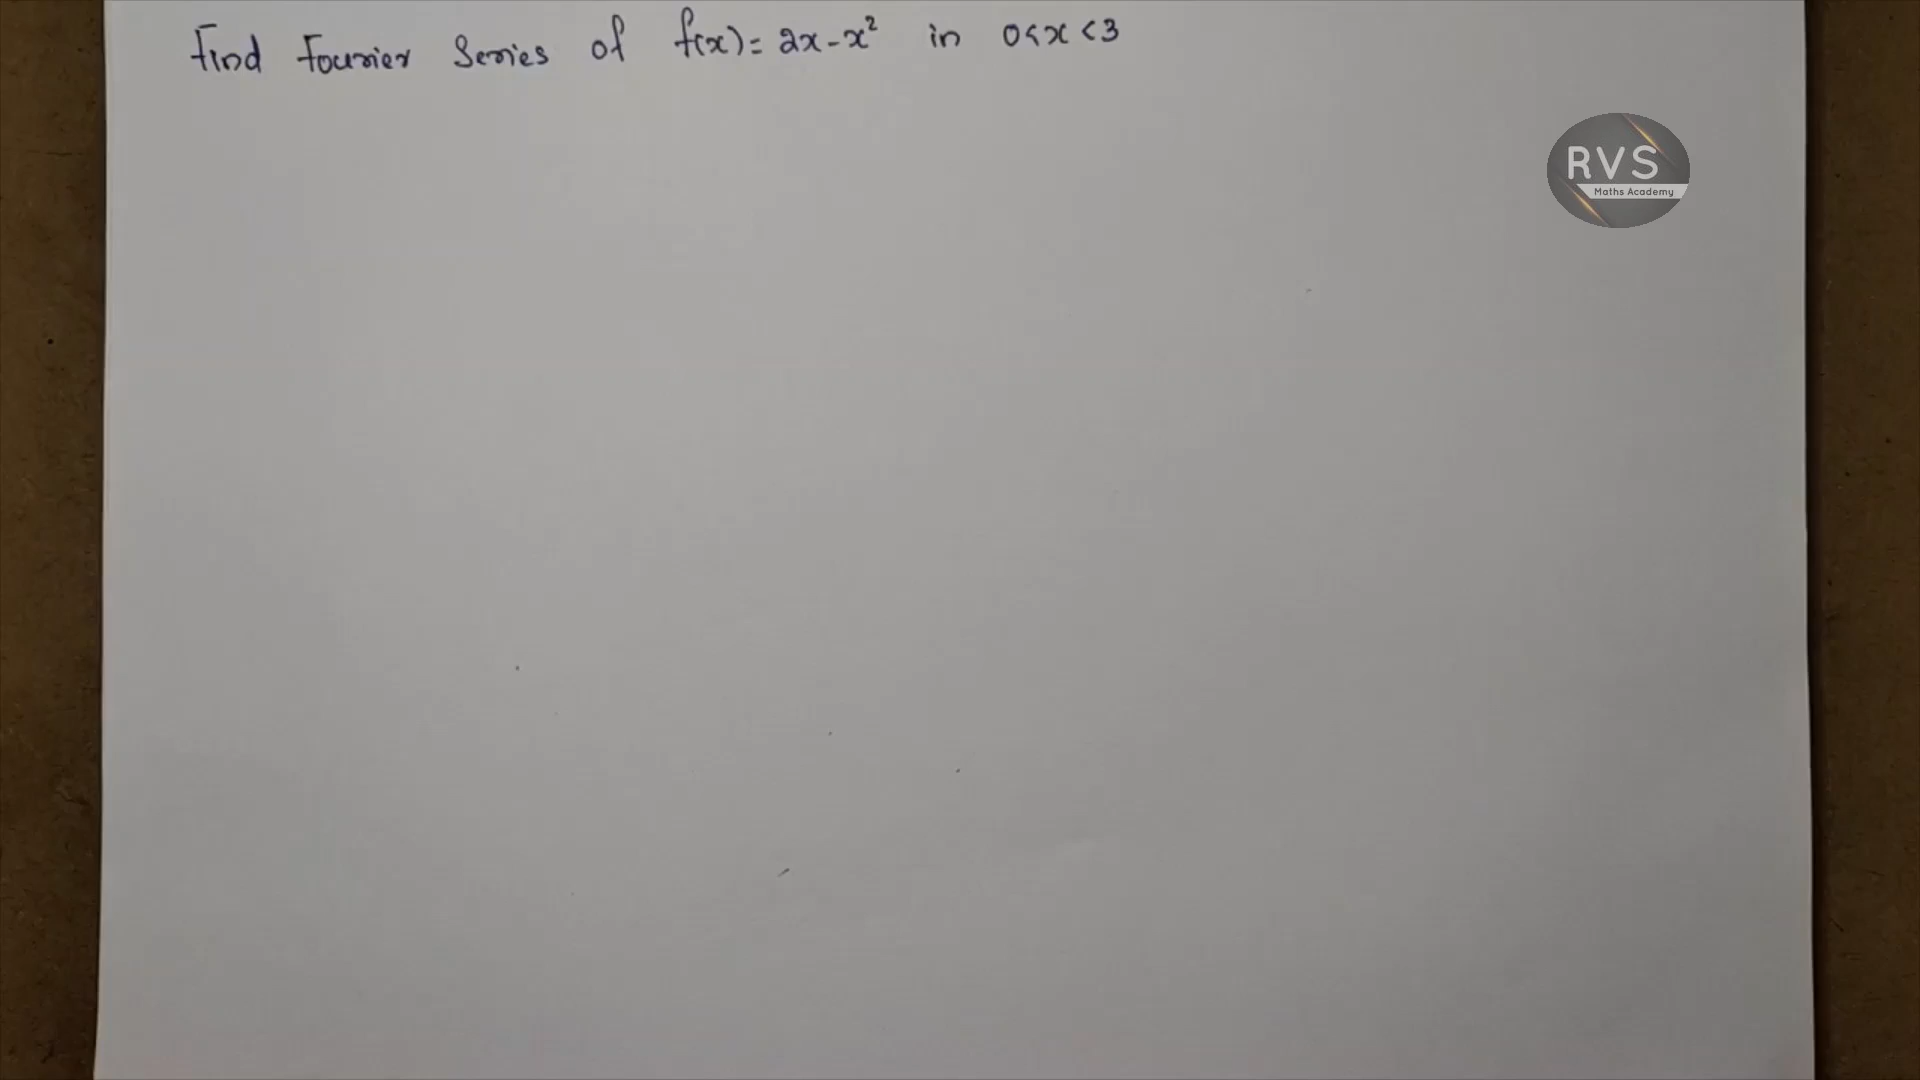 Find Fourier Series of f(x) = 2x - x² in 0 < x < 3
RVS
Maths Academy